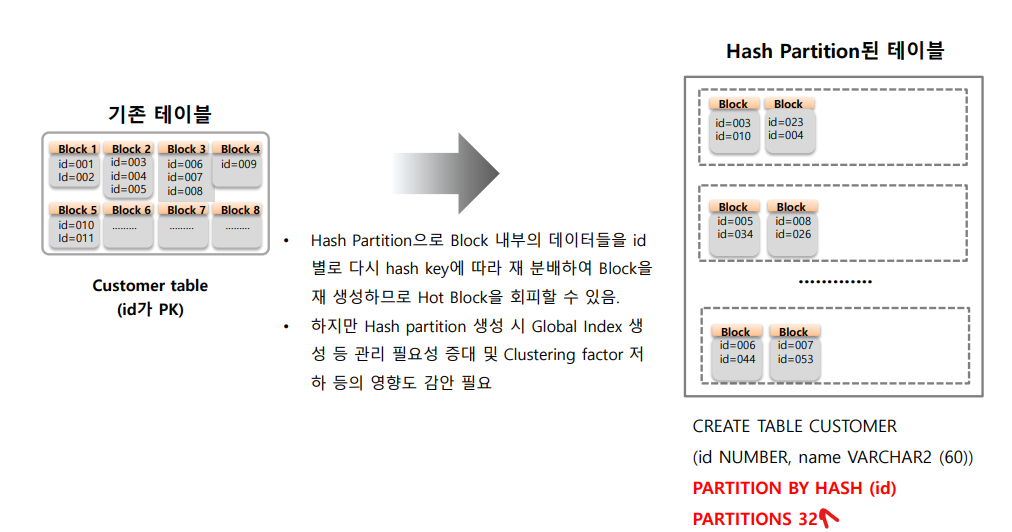 Hash Partition된 테이블
기존 테이블
Block 1 Block 2 Block 3 Block 4
id=001 id=003 id=006 id=009
Id=002 id=004 id=007
id=005 id=008
Block 5 Block 6 Block 7 Block 8
id=010 ......... ......... .........
Id=011
Customer table
(id가 PK)
• Hash Partition으로 Block 내부의 데이터들을 id
별로 다시 hash key에 따라 재 분배하여 Block을
재 생성하므로 Hot Block을 회피할 수 있음.
• 하지만 Hash partition 생성 시 Global Index 생
성 등 관리 필요성 증대 및 Clustering factor 저
하 등의 영향도 감안 필요
Block Block
id=003 id=023
id=010 id=004
Block Block
id=005 id=008
id=034 id=026
.............
Block Block
id=006 id=007
id=044 id=053
CREATE TABLE CUSTOMER
(id NUMBER, name VARCHAR2 (60))
PARTITION BY HASH (id)
PARTITIONS 32